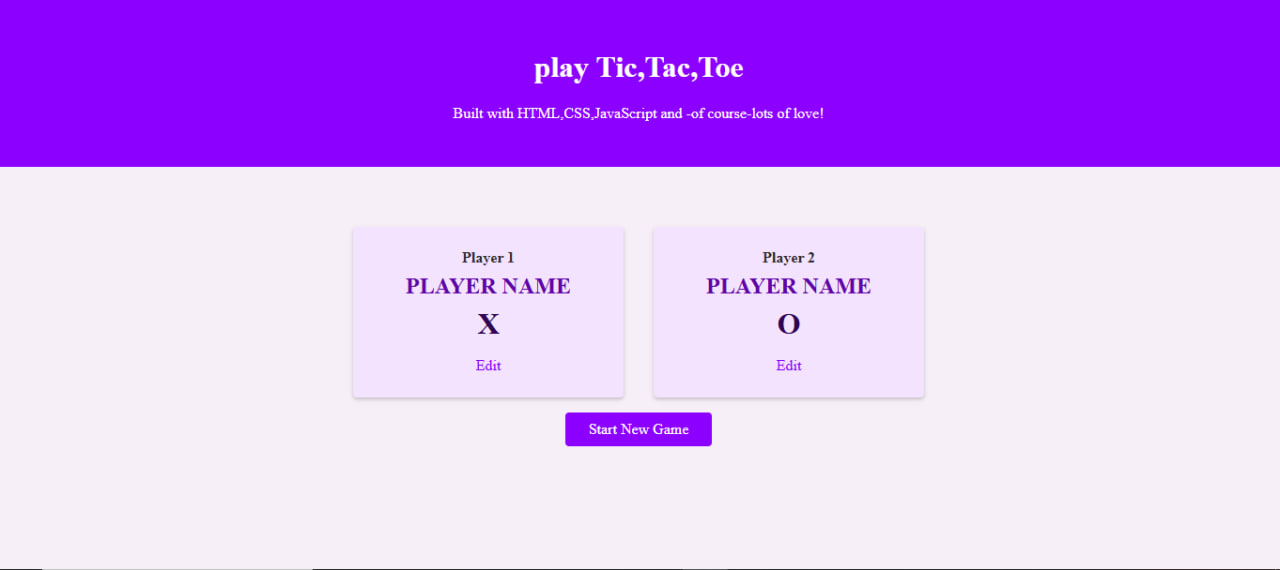 play Tic,Tac,Toe
Built with HTML,CSS,JavaScript and -of course-lots of love!
Player 1
PLAYER NAME
X
Edit
Player 2
PLAYER NAME
O
Edit
Start New Game